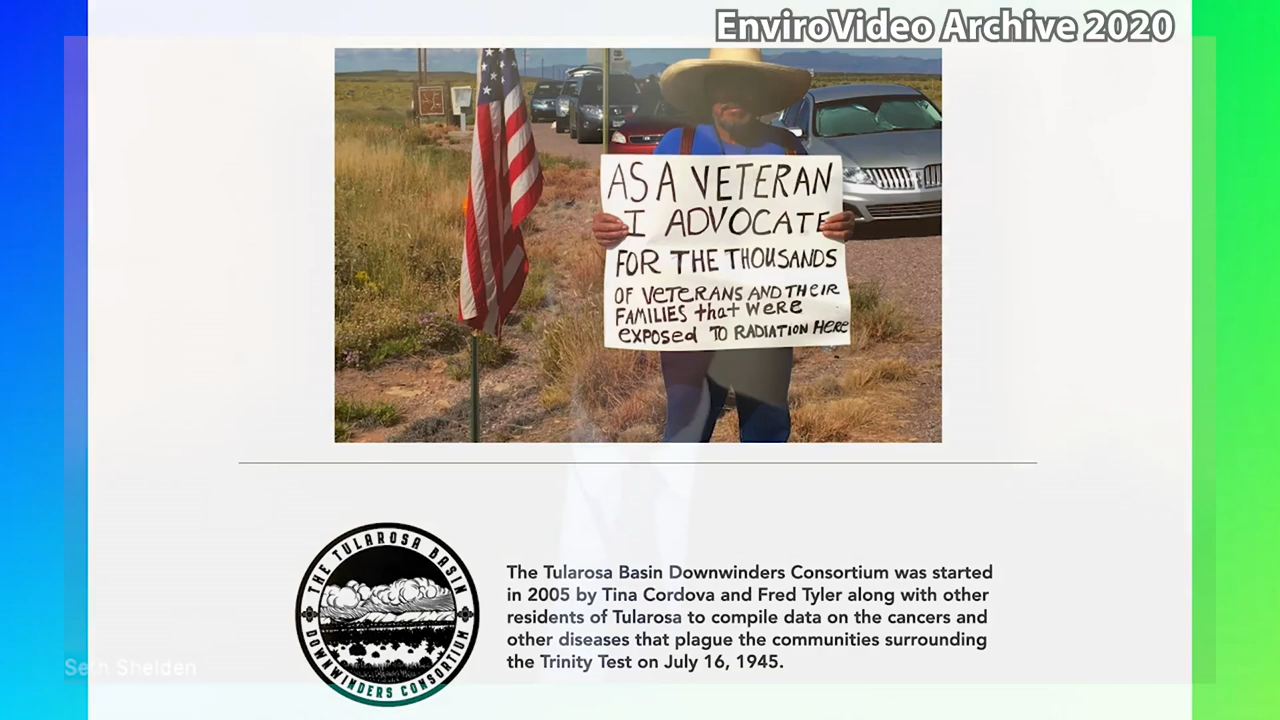 EnviroVideo Archive 2020
AS A VETERAN
I ADVOCATE
FOR THE THOUSANDS
OF VETERANS AND THEIR
FAMILIES that WERE
exposed TO RADIATION HERE
THE TULAROSA BASIN
DOWNWINDERS CONSORTIUM
The Tularosa Basin Downwinders Consortium was started
in 2005 by Tina Cordova and Fred Tyler along with other
residents of Tularosa to compile data on the cancers and
other diseases that plague the communities surrounding
the Trinity Test on July 16, 1945.
Seth Shelden